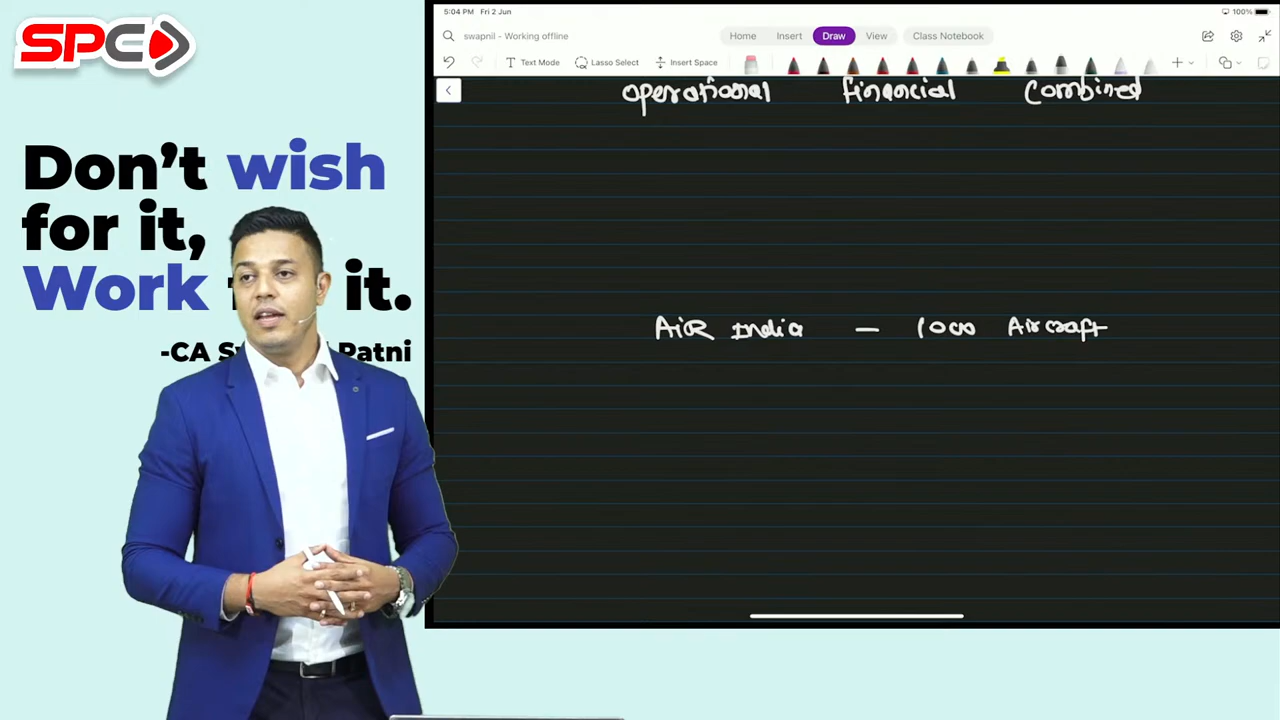 SPC
Don't wish
for it,
Work it.
-CA Patni
5:04 PM Fri 2 Jun
100%
swapnil - Working offline
Home Insert Draw View Class Notebook
Text Mode Lasso Select Insert Space
operational financial Combined
AiR India — 1000 Aircraft